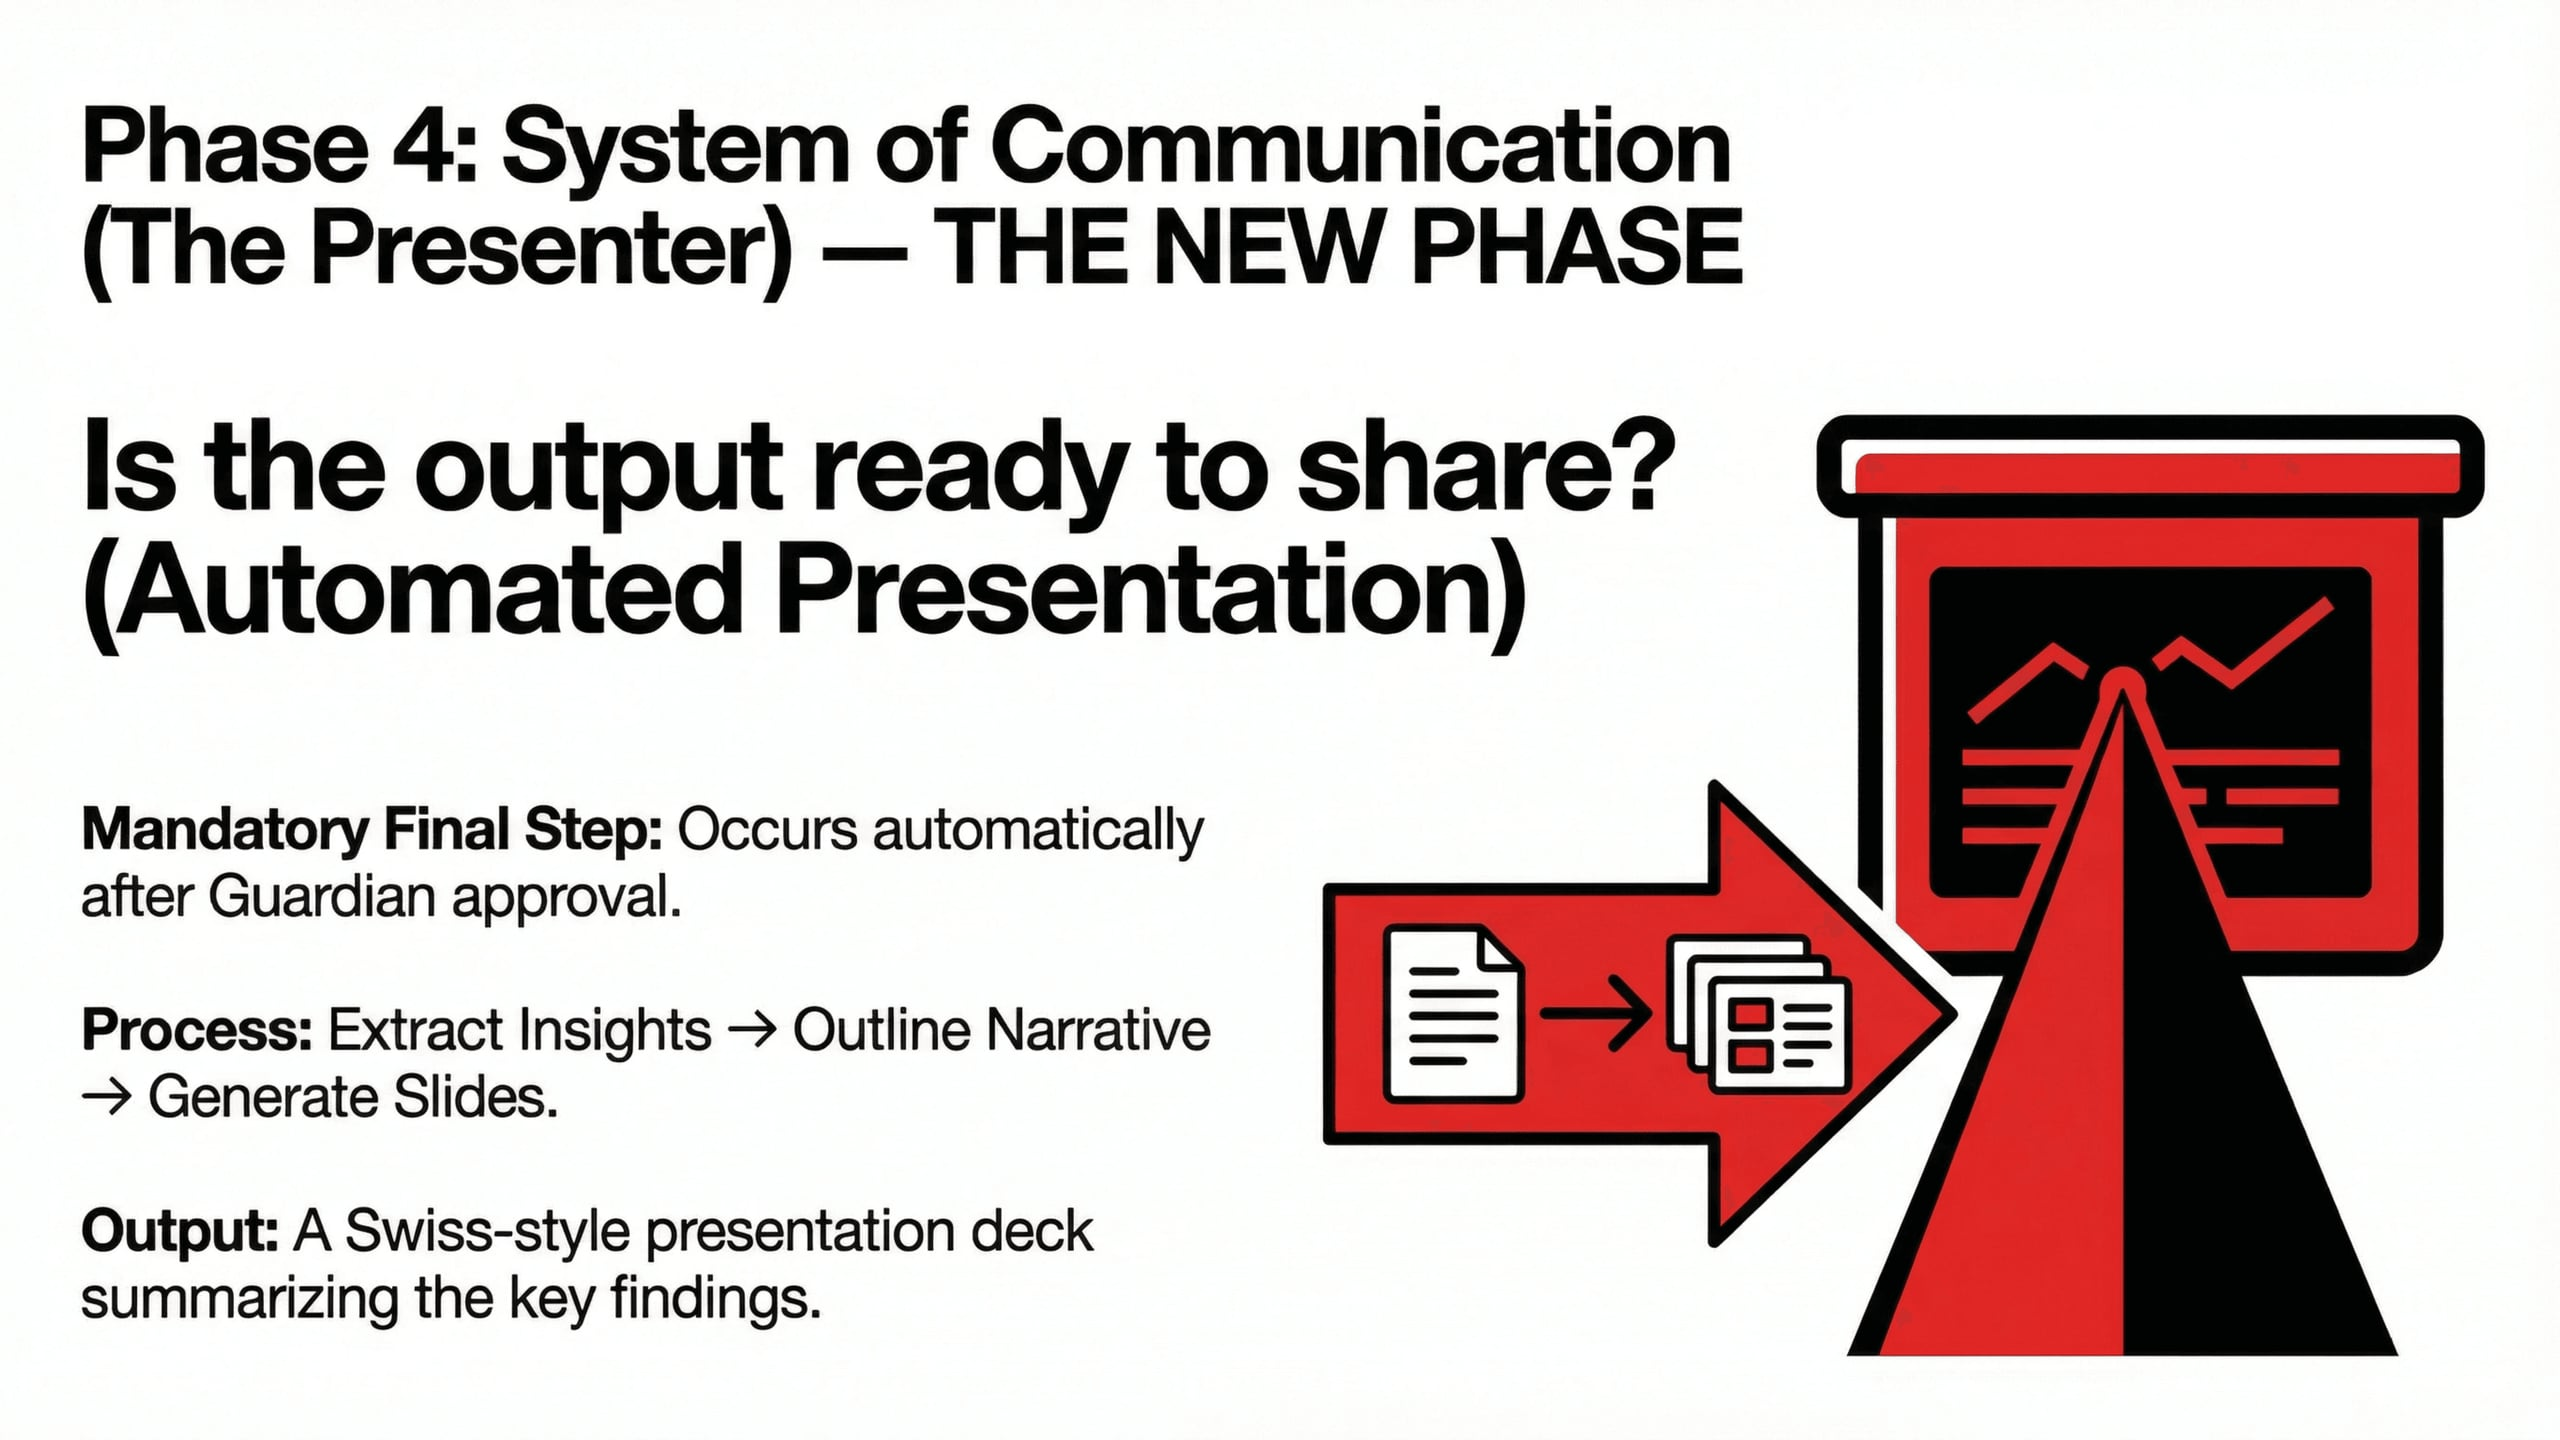 Phase 4: System of Communication
(The Presenter) — THE NEW PHASE
Is the output ready to share?
(Automated Presentation)
Mandatory Final Step: Occurs automatically
after Guardian approval.
Process: Extract Insights → Outline Narrative
→ Generate Slides.
Output: A Swiss-style presentation deck
summarizing the key findings.